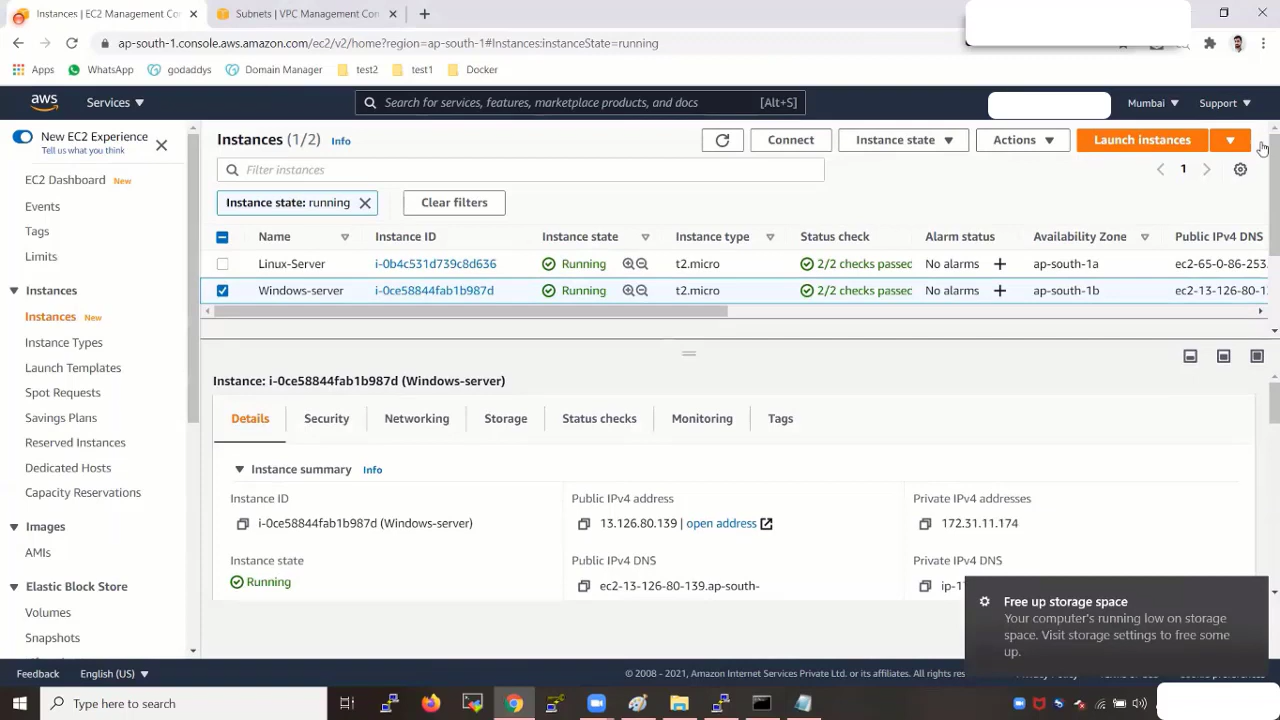 Instances | EC2 Management Con
Subnets | VPC Management Con
ap-south-1.console.aws.amazon.com/ec2/v2/home?region=ap-south-1#Instances:instanceState=running
Apps
WhatsApp
godaddys
Domain Manager
test2
test1
Docker
aws
Services
Search for services, features, marketplace products, and docs
[Alt+S]
Mumbai
Support
New EC2 Experience
Tell us what you think
EC2 Dashboard New
Events
Tags
Limits
Instances
Instances New
Instance Types
Launch Templates
Spot Requests
Savings Plans
Reserved Instances
Dedicated Hosts
Capacity Reservations
Images
AMIs
Elastic Block Store
Volumes
Snapshots
Instances (1/2) Info
Connect
Instance state
Actions
Launch instances
Filter instances
1
Instance state: running
Clear filters
Name Instance ID Instance state Instance type Status check Alarm status Availability Zone Public IPv4 DNS
Linux-Server i-0b4c531d739c8d636 Running t2.micro 2/2 checks passed No alarms ap-south-1a ec2-65-0-86-253.
Windows-server i-0ce58844fab1b987d Running t2.micro 2/2 checks passed No alarms ap-south-1b ec2-13-126-80-1
Instance: i-0ce58844fab1b987d (Windows-server)
Details Security Networking Storage Status checks Monitoring Tags
Instance summary Info
Instance ID
i-0ce58844fab1b987d (Windows-server)
Public IPv4 address
13.126.80.139 | open address
Private IPv4 addresses
172.31.11.174
Instance state
Running
Public IPv4 DNS
ec2-13-126-80-139.ap-south-
Private IPv4 DNS
ip-1
Free up storage space
Your computer's running low on storage
space. Visit storage settings to free some
up.
Feedback
English (US)
© 2008 - 2021, Amazon Internet Services Private Ltd. or its affiliates. All rights
Type here to search